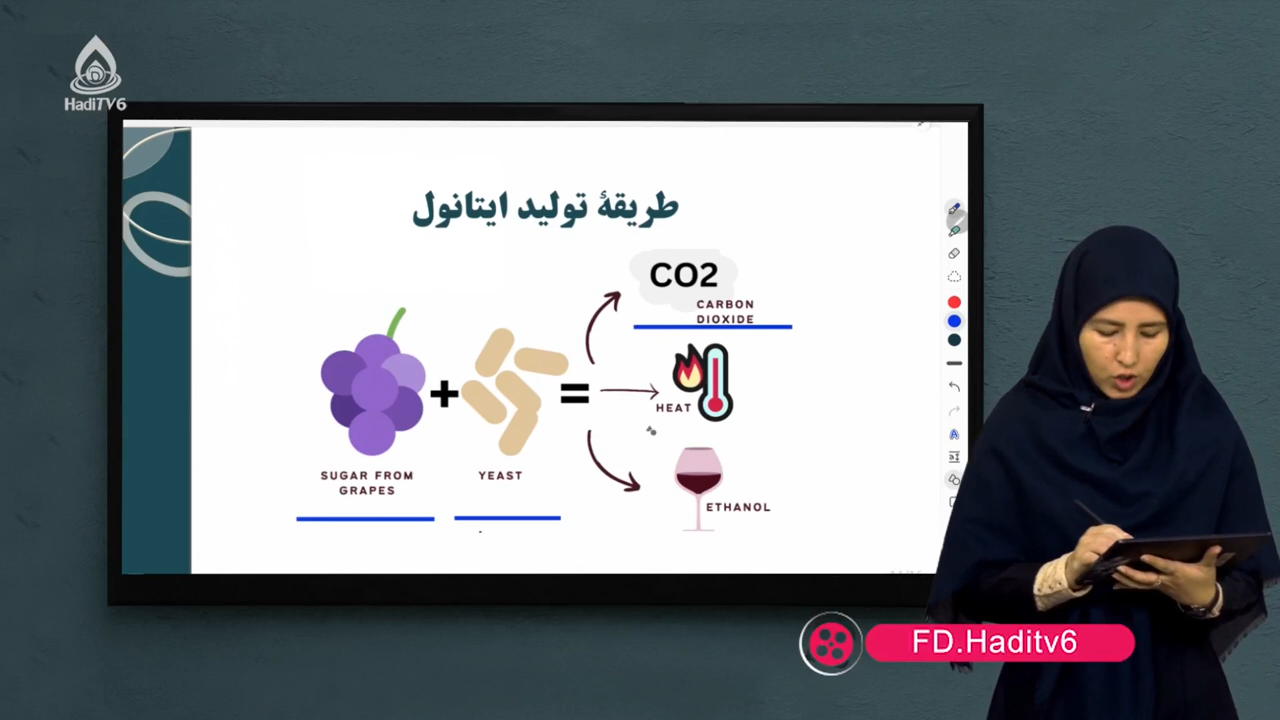 HadiTV6
طریقهٔ تولید ایتانول
CO2
CARBON
DIOXIDE
HEAT
SUGAR FROM
GRAPES
YEAST
ETHANOL
FD.Haditv6